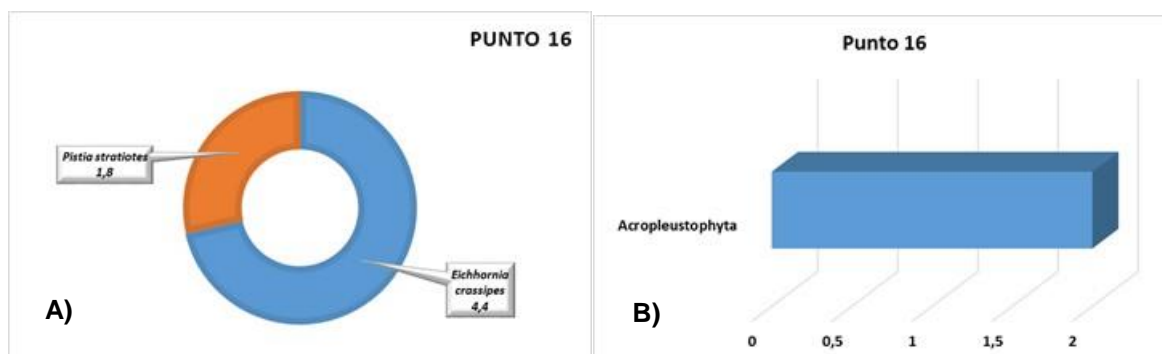 PUNTO 16
Pistia stratiotes
1,8
Eichhornia
crassipes
4,4
A)
Punto 16
Acropleustophyta
0
0,5
1
1,5
2
B)